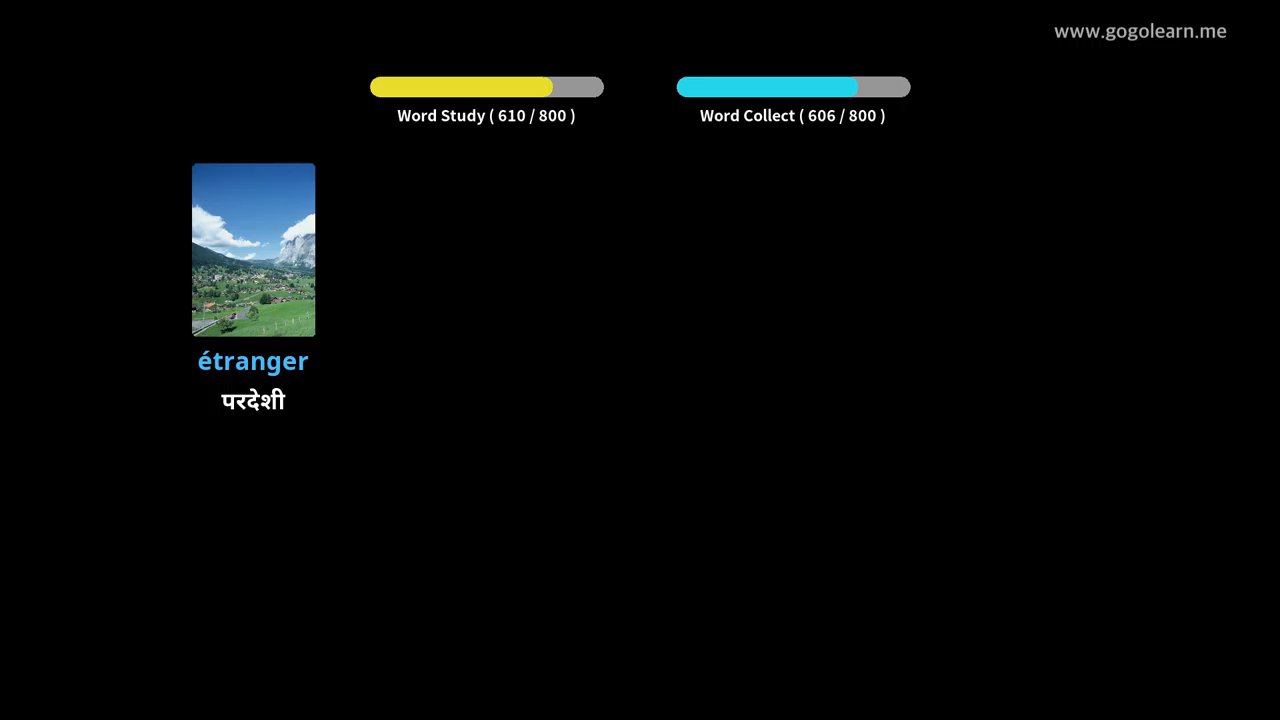 www.gogolearn.me
Word Study ( 610 / 800 )
Word Collect ( 606 / 800 )
étranger
परदेशी